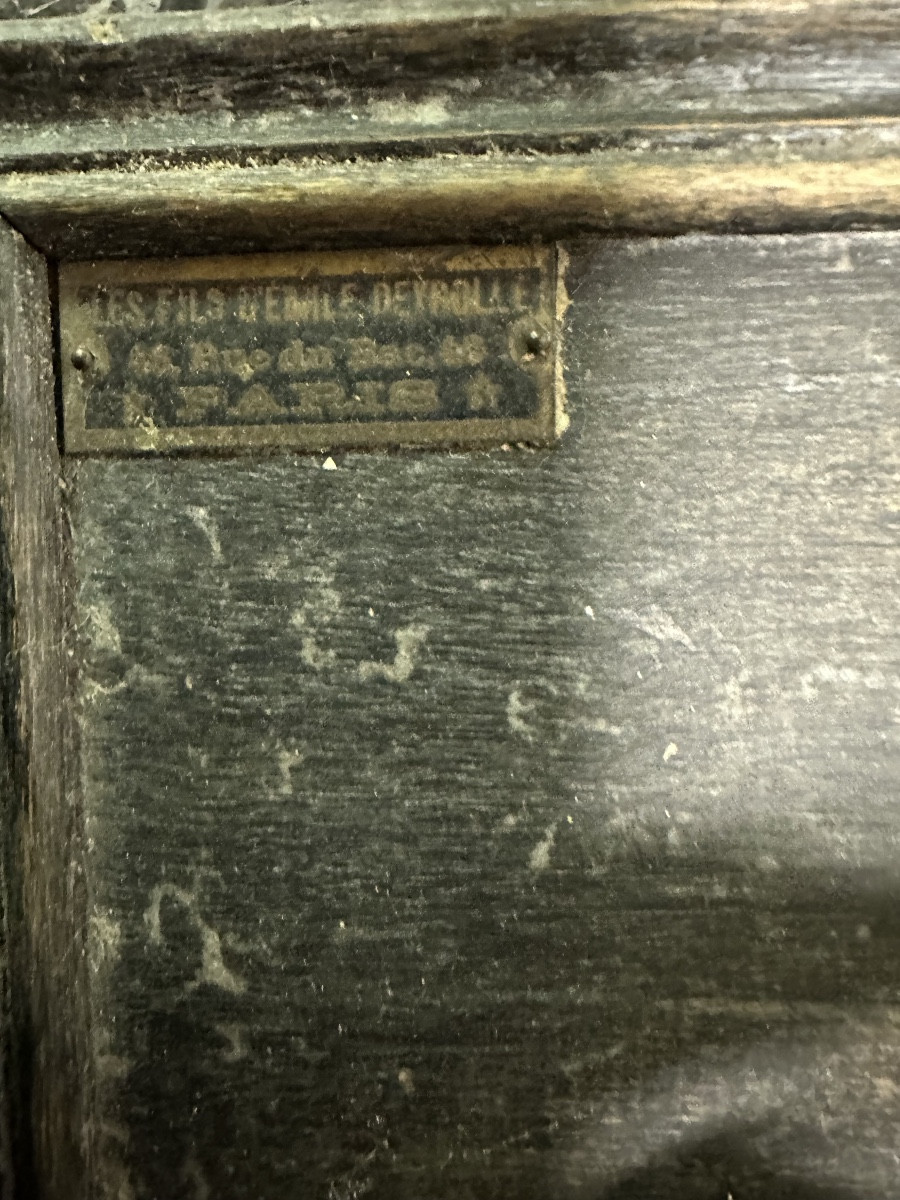 LES FILS D'EMILE DEYROLLE
46, Rue du Bac, 46
PARIS